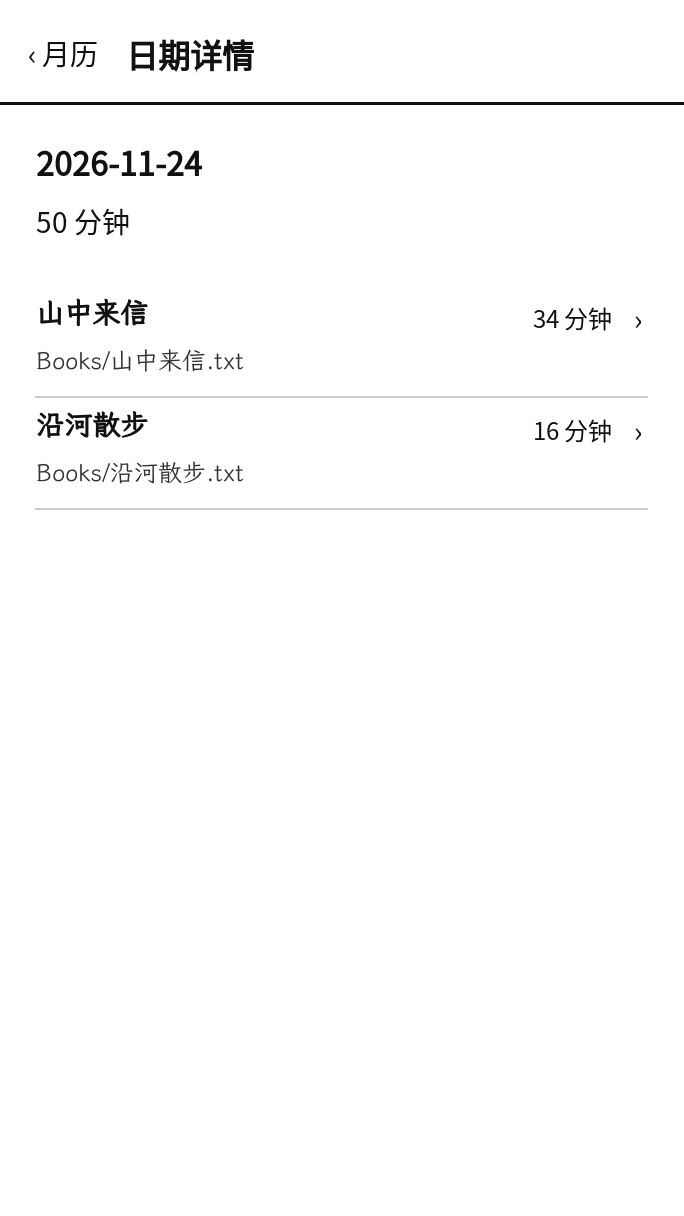 ‹ 月历 日期详情
2026-11-24
50 分钟
山中来信
34 分钟 ›
Books/山中来信.txt
沿河散步
16 分钟 ›
Books/沿河散步.txt